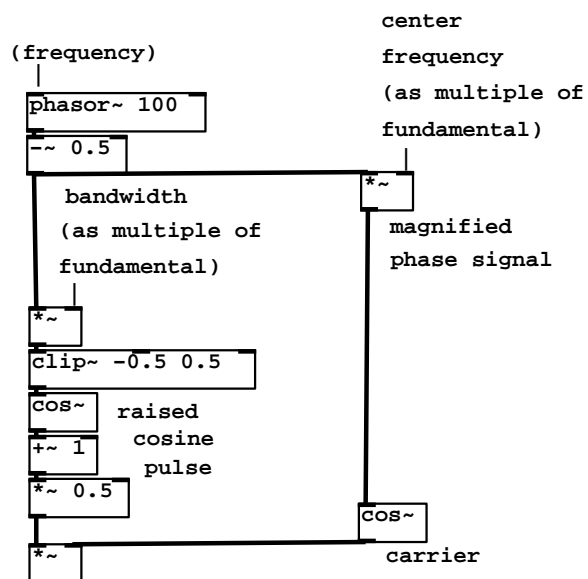 center
(frequency)
frequency
(as multiple of
fundamental)
phasor~ 100
-~ 0.5
*~
bandwidth
(as multiple of
fundamental)
magnified
phase signal
*~
clip~ -0.5 0.5
cos~
raised
cosine
pulse
+~ 1
*~ 0.5
cos~
*~
carrier